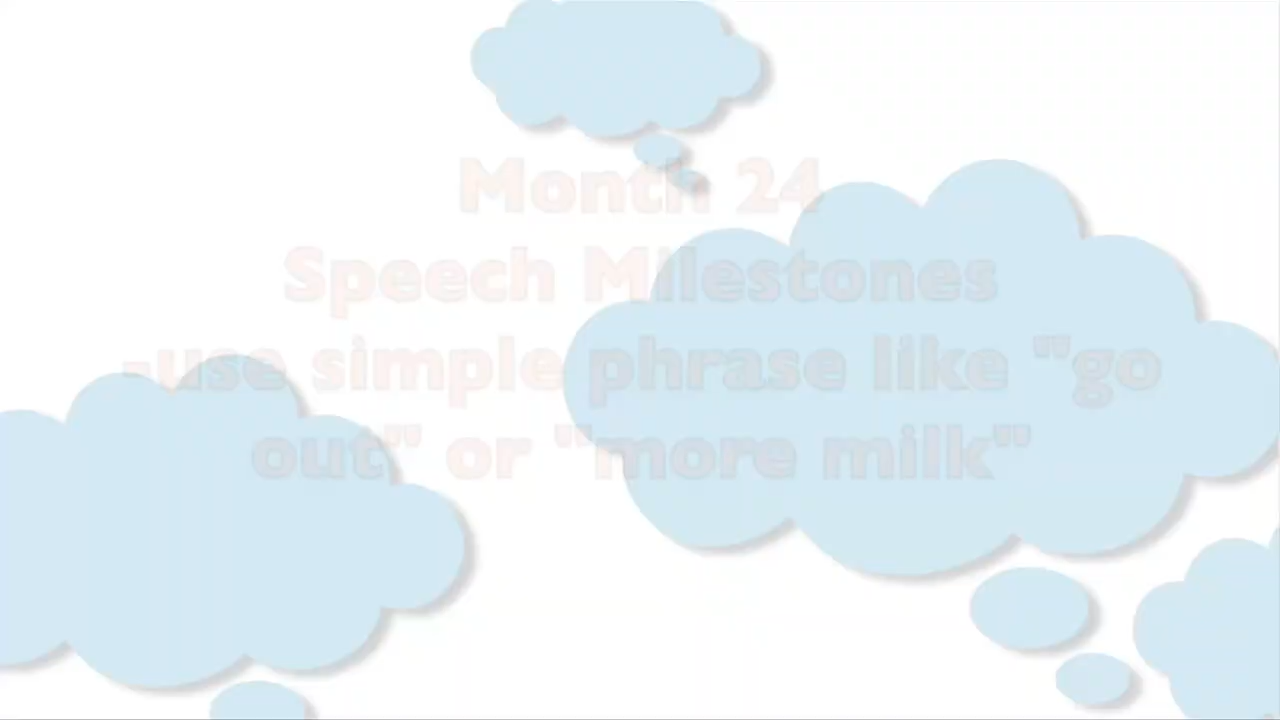 Month 24
Speech Milestones
-use simple phrase like "go
out" or "more milk"